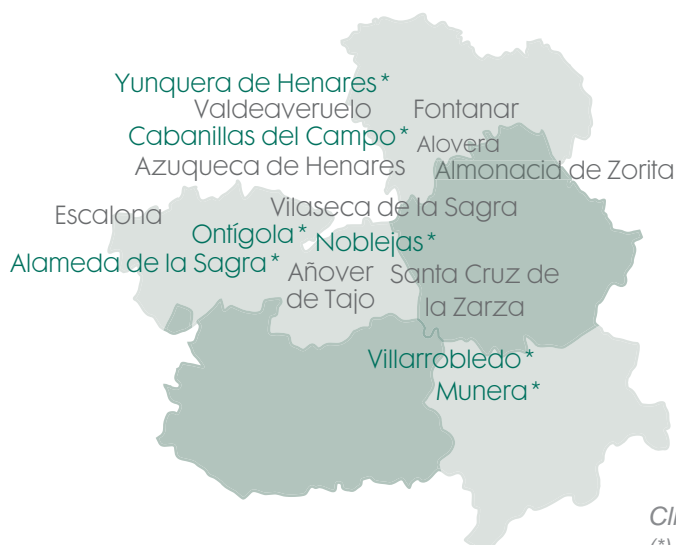 Yunquera de Henares*
Valdeaveruelo
Fontanar
Cabanillas del Campo*
Alovera
Azuqueca de Henares
Almonacid de Zorita
Escalona
Vilaseca de la Sagra
Ontígola*
Noblejas*
Alameda de la Sagra*
Añover
de Tajo
Santa Cruz de
la Zarza
Villarrobledo*
Munera*